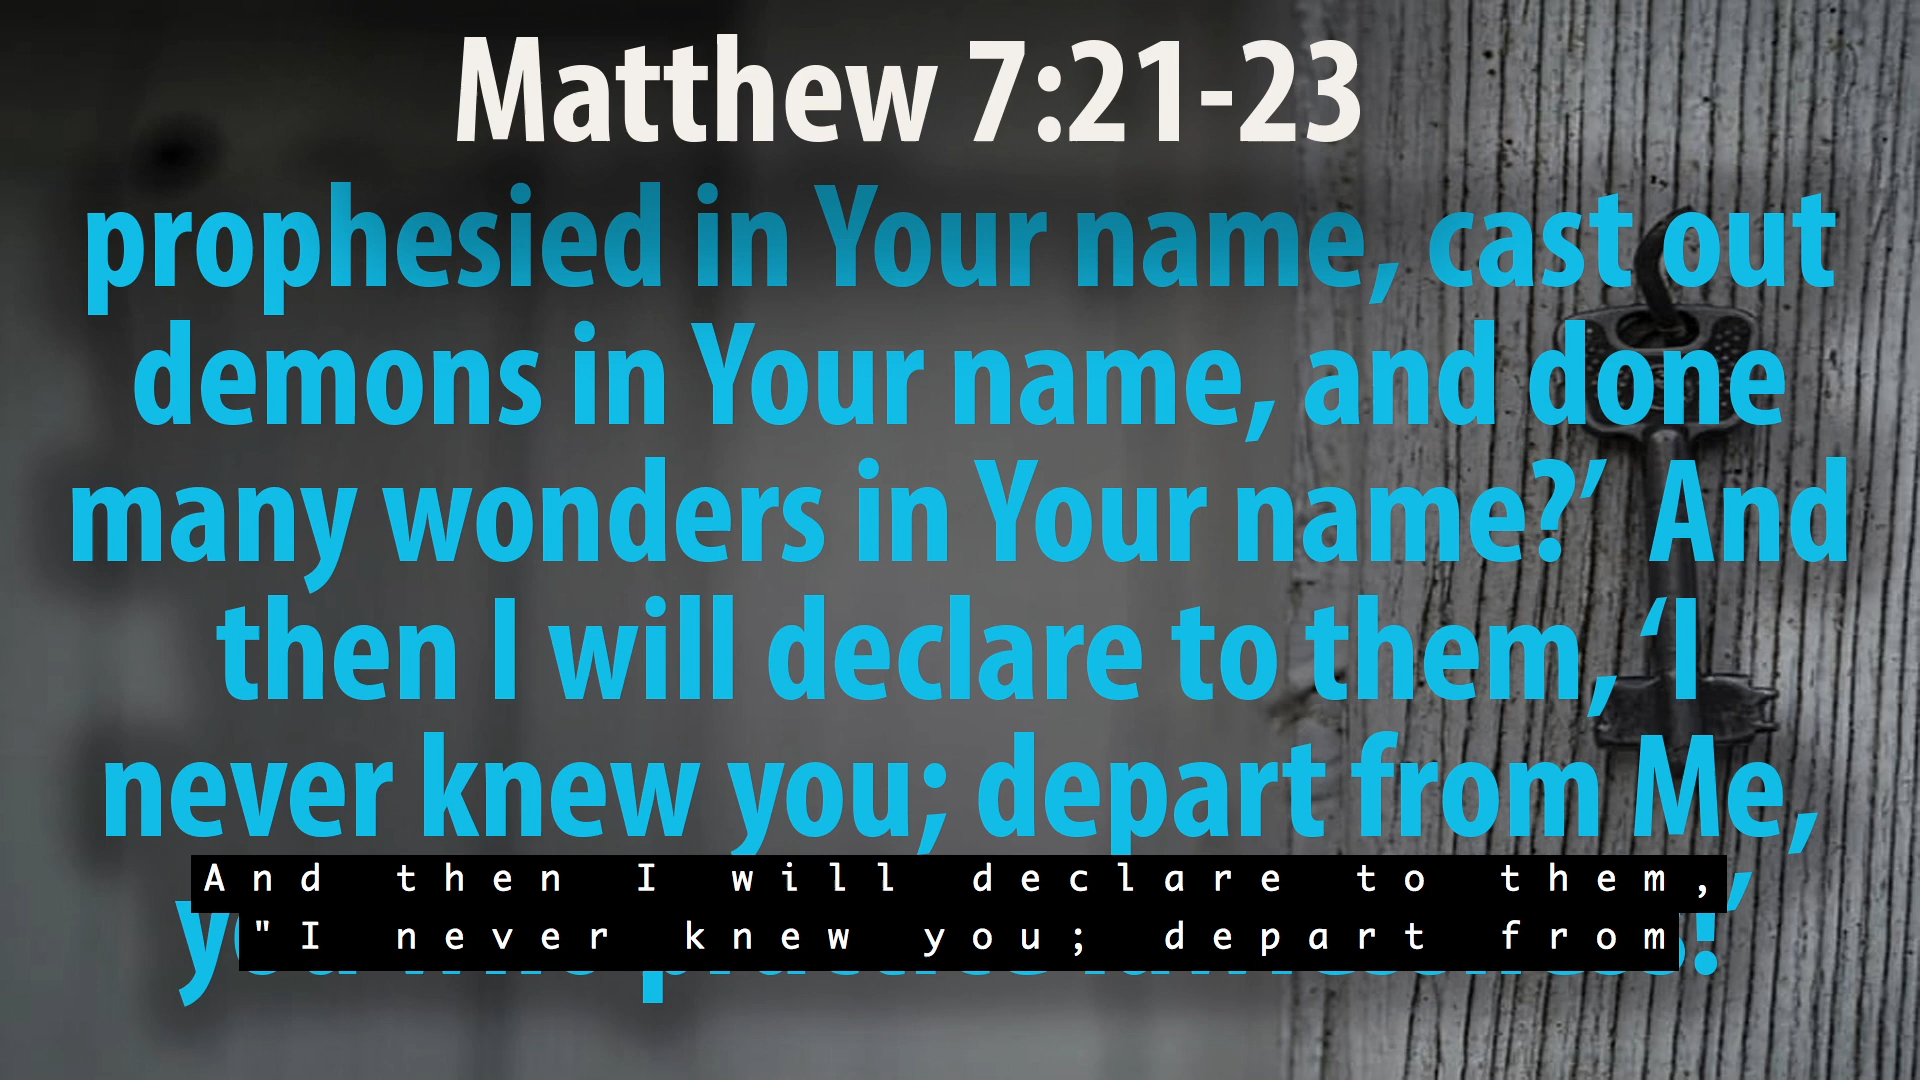 Matthew 7:21-23
prophesied in Your name, cast out
demons in Your name, and done
many wonders in Your name?’ And
then I will declare to them, ‘I
never knew you; depart from Me,
And then I will declare to them,
"I never knew you; depart from